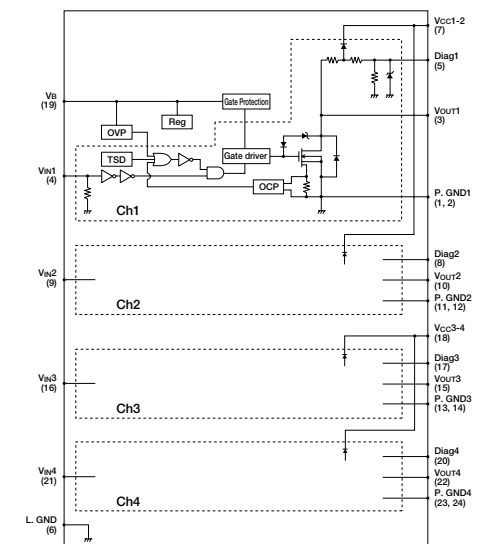 Vcc1-2
(7)
Diag1
(5)
VB
(19)
Gate Protection
Reg
OVP
VOUT1
(3)
TSD
Gate driver
VIN1
(4)
OCP
P. GND1
(1, 2)
Ch1
Diag2
(8)
VIN2
(9)
VOUT2
(10)
P. GND2
(11, 12)
Ch2
Vcc3-4
(18)
Diag3
(17)
VIN3
(16)
VOUT3
(15)
P. GND3
(13, 14)
Ch3
Diag4
(20)
VIN4
(21)
VOUT4
(22)
P. GND4
(23, 24)
Ch4
L. GND
(6)